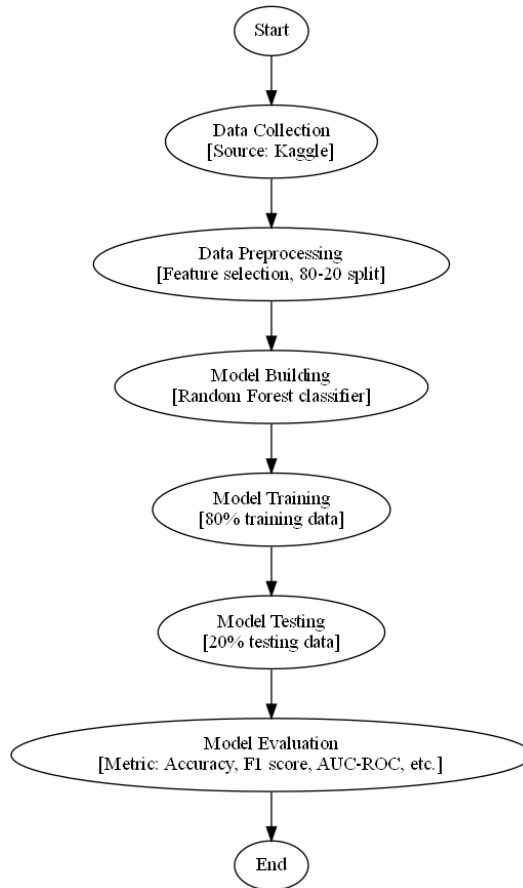 Start
Data Collection
[Source: Kaggle]
Data Preprocessing
[Feature selection, 80-20 split]
Model Building
[Random Forest classifier]
Model Training
[80% training data]
Model Testing
[20% testing data]
Model Evaluation
[Metric: Accuracy, F1 score, AUC-ROC, etc.]
End